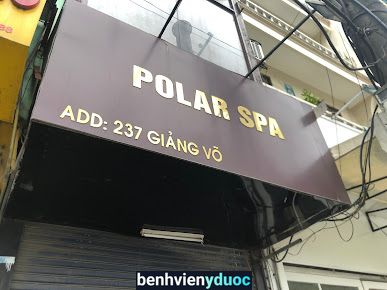 POLAR SPA
ADD: 237 GIẢNG VÕ
benhvienyduoc